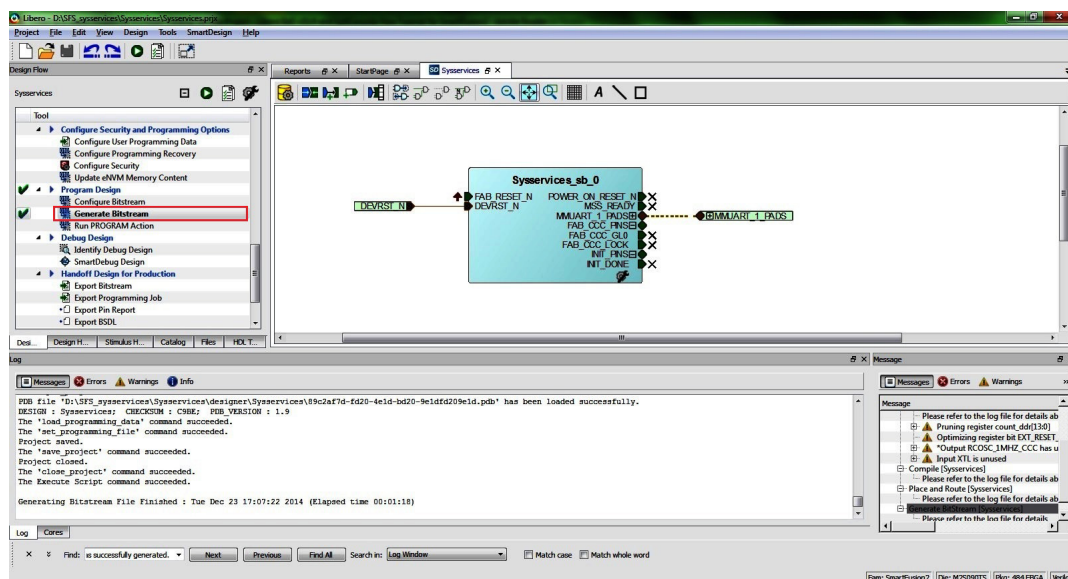 Libero - D:\SFS_sysservices\Sysservices\Sysservices.prjx
Project File Edit View Design Tools SmartDesign Help
Design Flow
Reports
StartPage
SD Sysservices
Sysservices
Tool
Configure Security and Programming Options
Configure User Programming Data
Configure Programming Recovery
Configure Security
Update eNVM Memory Content
Program Design
Configure Bitstream
Generate Bitstream
Run PROGRAM Action
Debug Design
Identify Debug Design
SmartDebug Design
Handoff Design for Production
Export Bitstream
Export Programming Job
Export Pin Report
Export BSDL
Desi... Design H... Stimulus H... Catalog Files HDL T...
A
Sysservices_sb_0
FAB_RESET_N POWER_ON_RESET_N
DEVRST_N DEVRST_N MSS_READY
MMUART_1_PADS MMUART_1_PADS
FAB_CCC_PINS
FAB_CCC_GL0
FAB_CCC_LOCK
INIT_PINS
INIT_DONE
Log
Messages Errors Warnings Info
PDB file 'D:\SFS_sysservices\Sysservices\designer\Sysservices\89c2af7d-fd20-4e1d-bd20-9e1dfd209e1d.pdb' has been loaded successfully.
DESIGN : Sysservices; CHECKSUM : C9BE; PDB_VERSION : 1.9
The 'load_programming_data' command succeeded.
The 'set_programming_file' command succeeded.
Project saved.
The 'save_project' command succeeded.
Project closed.
The 'close_project' command succeeded.
The Execute Script command succeeded.
Generating Bitstream File Finished : Tue Dec 23 17:07:22 2014 (Elapsed time 00:01:18)
Log Cores
Message
Messages Errors Warnings
Message
Please refer to the log file for details ab
Pruning register count_ddr[13:0]
Optimizing register bit EXT_RESET_
*Output RCOSC_1MHZ_CCC has u
Input XTL is unused
Compile [Sysservices]
Please refer to the log file for details ab
Place and Route [Sysservices]
Please refer to the log file for details ab
Generate BitStream [Sysservices]
Please refer to the log file for details
Find: is successfully generated. Next Previous Find All Search in: Log Window Match case Match whole word
Fam: SmartFusion2 Die: M2S090TS Pkg: 484 FBGA Verilo